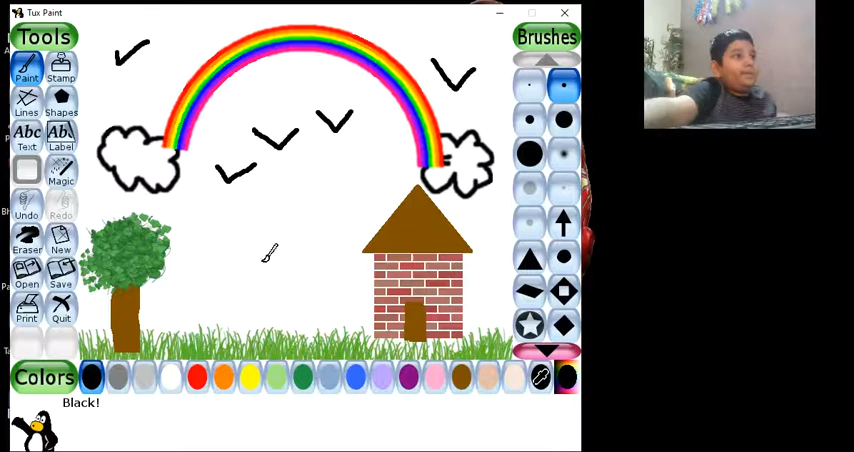 Tux Paint
Tools
Brushes
Paint
Stamp
Lines
Shapes
Abc
Abc
Text
Label
Magic
Undo
Redo
Eraser
New
Open
Save
Print
Quit
Colors
Black!